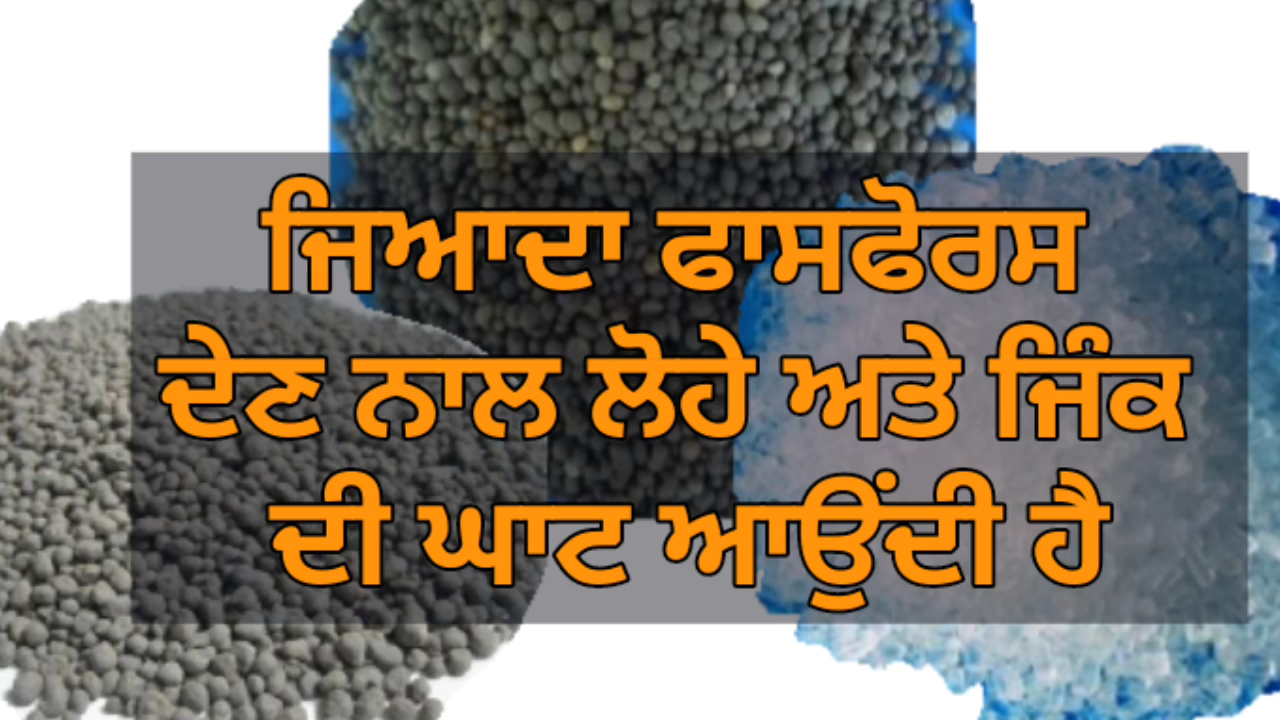 ਜਿਆਦਾ ਫਾਸਫੋਰਸ
ਦੇਣ ਨਾਲ ਲੋਹੇ ਅਤੇ ਜਿੰਕ
ਦੀ ਘਾਟ ਆਉਂਦੀ ਹੈ